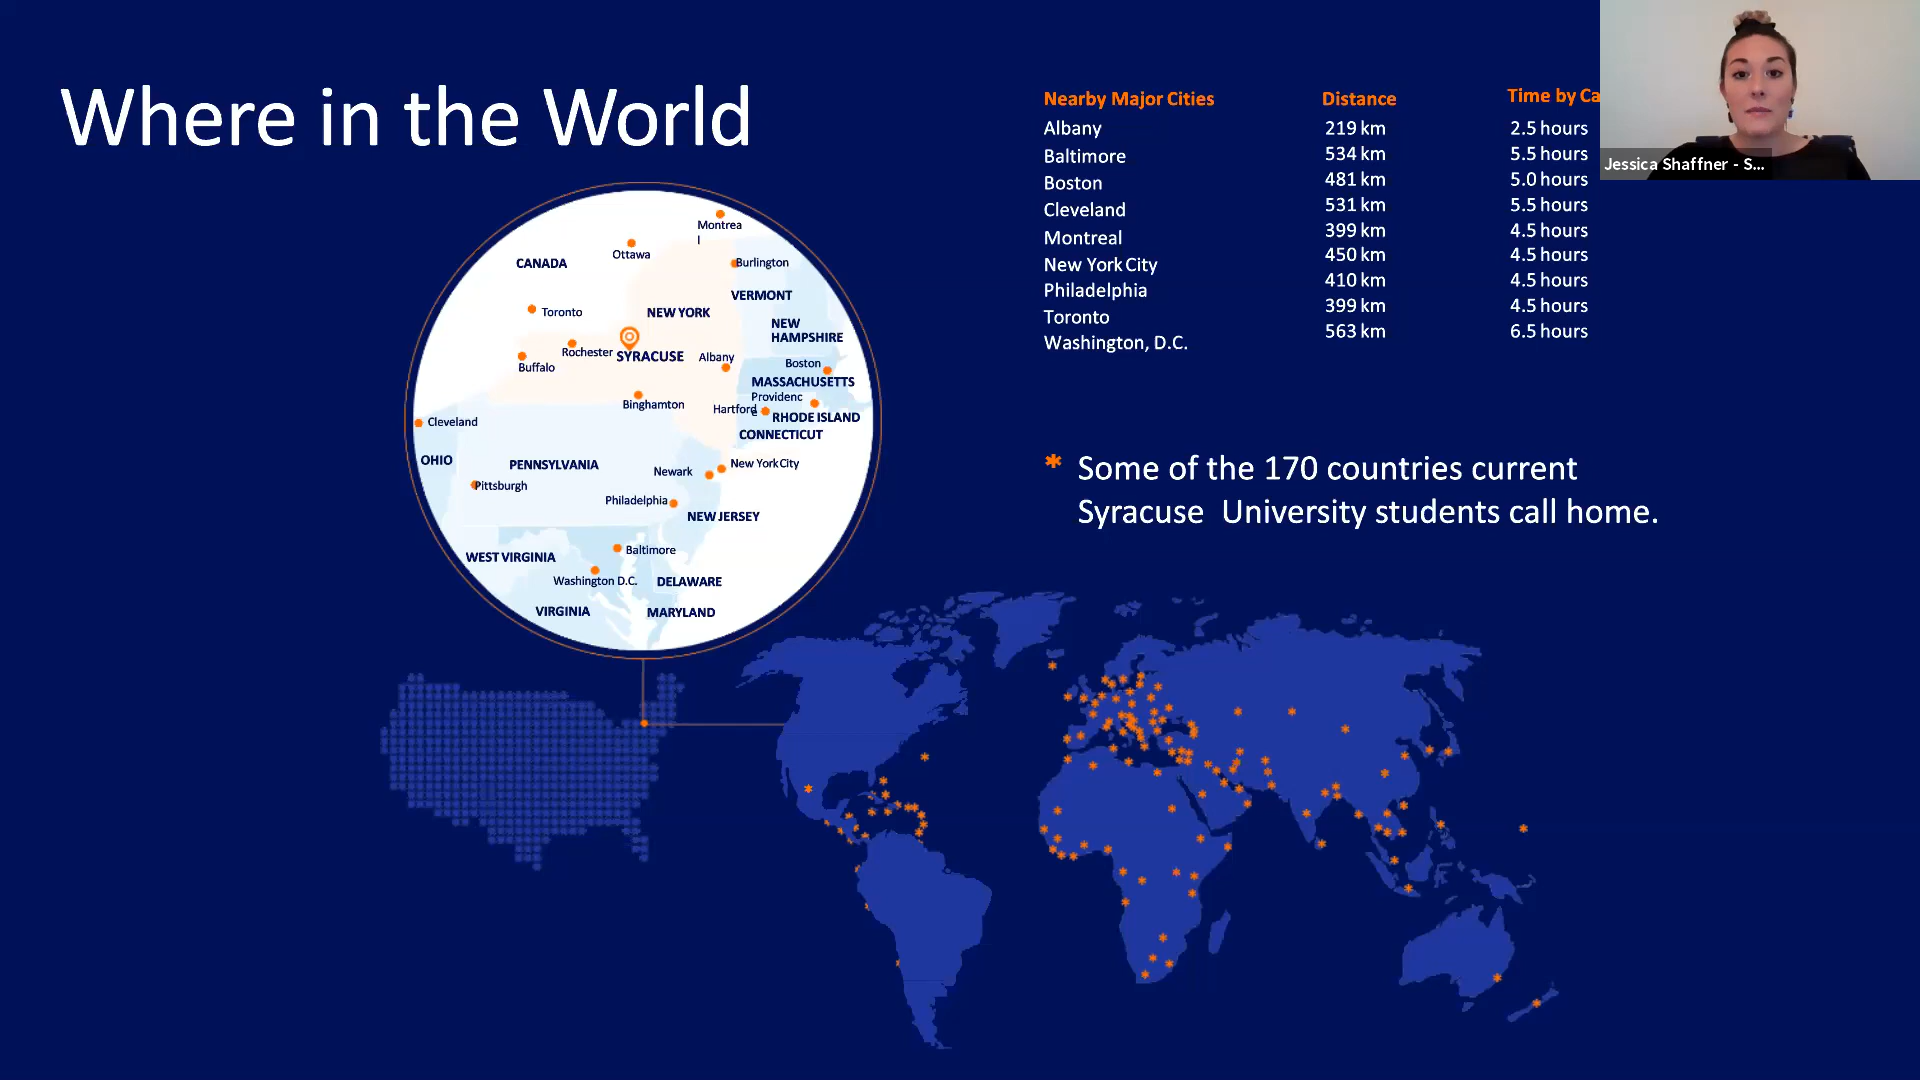 Where in the World
Nearby Major Cities Distance Time by Ca
Albany 219 km 2.5 hours
Baltimore 534 km 5.5 hours
Boston 481 km 5.0 hours
Cleveland 531 km 5.5 hours
Montreal 399 km 4.5 hours
New York City 450 km 4.5 hours
Philadelphia 410 km 4.5 hours
Toronto 399 km 4.5 hours
Washington, D.C. 563 km 6.5 hours
Jessica Shaffner - S...
Montrea
l
Ottawa
CANADA
Burlington
VERMONT
Toronto
NEW YORK
NEW
HAMPSHIRE
Rochester
SYRACUSE
Albany
Buffalo
Boston
MASSACHUSETTS
Providenc
e
Binghamton
Hartford
RHODE ISLAND
Cleveland
CONNECTICUT
OHIO
PENNSYLVANIA
Newark
New York City
Pittsburgh
Philadelphia
NEW JERSEY
WEST VIRGINIA
Baltimore
Washington D.C.
DELAWARE
VIRGINIA
MARYLAND
* Some of the 170 countries current
Syracuse University students call home.